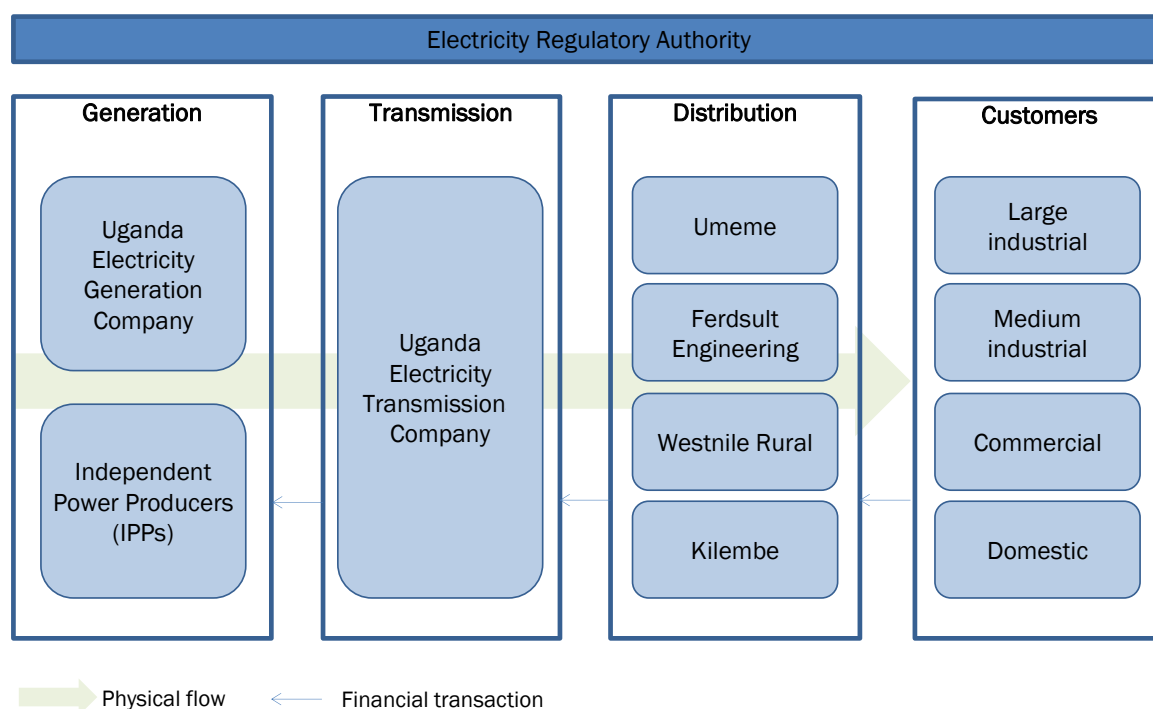 Electricity Regulatory Authority
Generation
Uganda
Electricity
Generation
Company
Independent
Power Producers
(IPPs)
Transmission
Uganda
Electricity
Transmission
Company
Distribution
Umeme
Ferdsult
Engineering
Westnile Rural
Kilembe
Customers
Large
industrial
Medium
industrial
Commercial
Domestic
Physical flow
Financial transaction